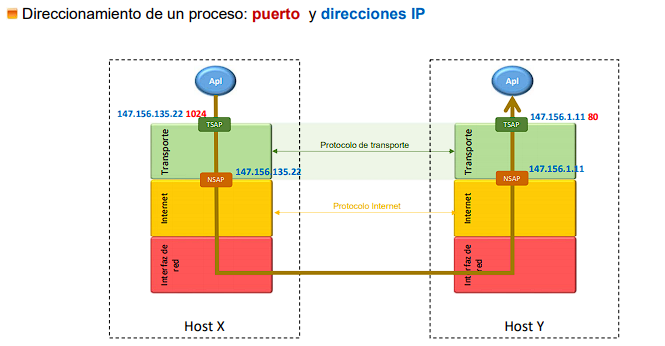 Direccionamiento de un proceso: puerto y direcciones IP
Apl
Apl
147.156.135.22 1024
TSAP
TSAP
147.156.1.11 80
Transporte
Protocolo de transporte
Transporte
NSAP
147.156.135.22
NSAP
147.156.1.11
Internet
Protocolo Internet
Internet
Interfaz de
red
Interfaz de
red
Host X
Host Y